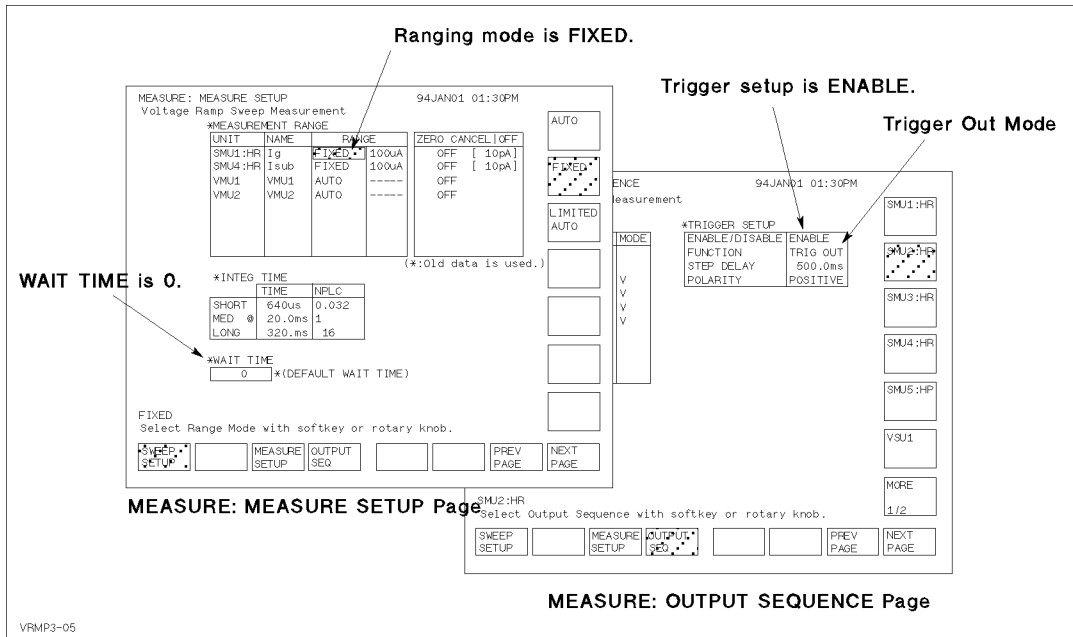 Ranging mode is FIXED.
Trigger setup is ENABLE.
Trigger Out Mode
WAIT TIME is 0.
MEASURE: MEASURE SETUP 94JAN01 01:30PM
Voltage Ramp Sweep Measurement
*MEASUREMENT RANGE
UNIT NAME RANGE ZERO CANCEL|OFF
SMU1:HR Ig FIXED 100uA OFF [ 10pA]
SMU4:HR Isub FIXED 100uA OFF [ 10pA]
VMU1 VMU1 AUTO ----- OFF
VMU2 VMU2 AUTO ----- OFF
(*:Old data is used.)
*INTEG TIME
TIME NPLC
SHORT 640us 0.032
MED @ 20.0ms 1
LONG 320.ms 16
*WAIT TIME
0 *(DEFAULT WAIT TIME)
FIXED
Select Range Mode with softkey or rotary knob.
SWEEP SETUP
MEASURE SETUP
OUTPUT SEQ
PREV PAGE
NEXT PAGE
AUTO
FIXED
LIMITED AUTO
MEASURE: MEASURE SETUP Page
ENCE 94JAN01 01:30PM
easurement
*TRIGGER SETUP
ENABLE/DISABLE ENABLE
FUNCTION TRIG OUT
STEP DELAY 500.0ms
POLARITY POSITIVE
MODE
V
V
V
V
SMU1:HR
SMU2:HR
SMU3:HR
SMU4:HR
SMU5:HP
VSU1
MORE
1/2
SMU2:HR
Select Output Sequence with softkey or rotary knob.
SWEEP SETUP
MEASURE SETUP
OUTPUT SEQ
PREV PAGE
NEXT PAGE
MEASURE: OUTPUT SEQUENCE Page
VRMP3-05